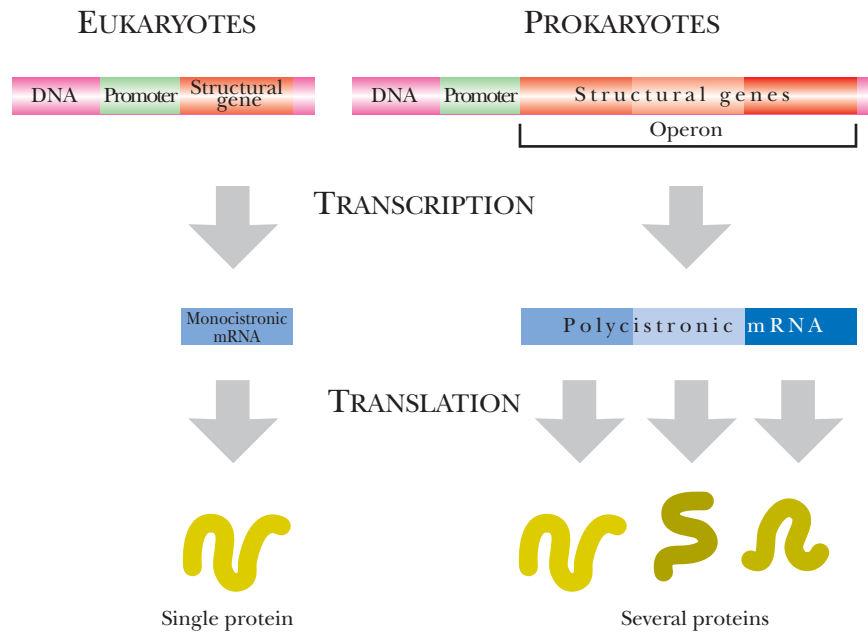 EUKARYOTES
PROKARYOTES
DNA
Promoter
Structural
gene
DNA
Promoter
Structural genes
Operon
TRANSCRIPTION
Monocistronic
mRNA
Polycistronic mRNA
TRANSLATION
Single protein
Several proteins